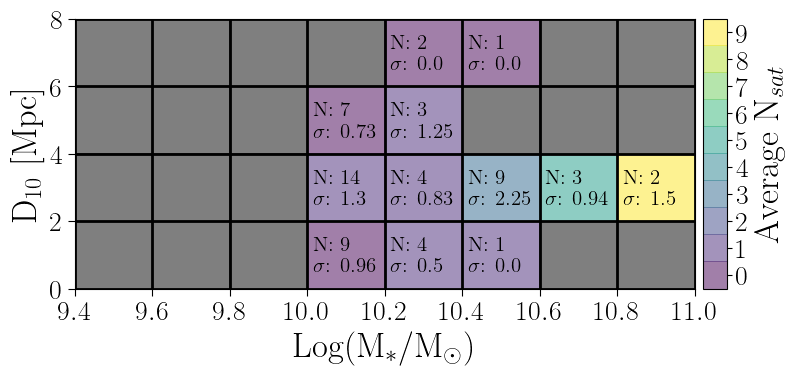 8
6
4
2
0
D₁₀ [Mpc]
N: 2
σ: 0.0
N: 1
σ: 0.0
N: 7
σ: 0.73
N: 3
σ: 1.25
N: 14
σ: 1.3
N: 4
σ: 0.83
N: 9
σ: 2.25
N: 3
σ: 0.94
N: 2
σ: 1.5
N: 9
σ: 0.96
N: 4
σ: 0.5
N: 1
σ: 0.0
9.4 9.6 9.8 10.0 10.2 10.4 10.6 10.8 11.0
Log(M∗/M⊙)
9
8
7
6
5
4
3
2
1
0
Average N_sat